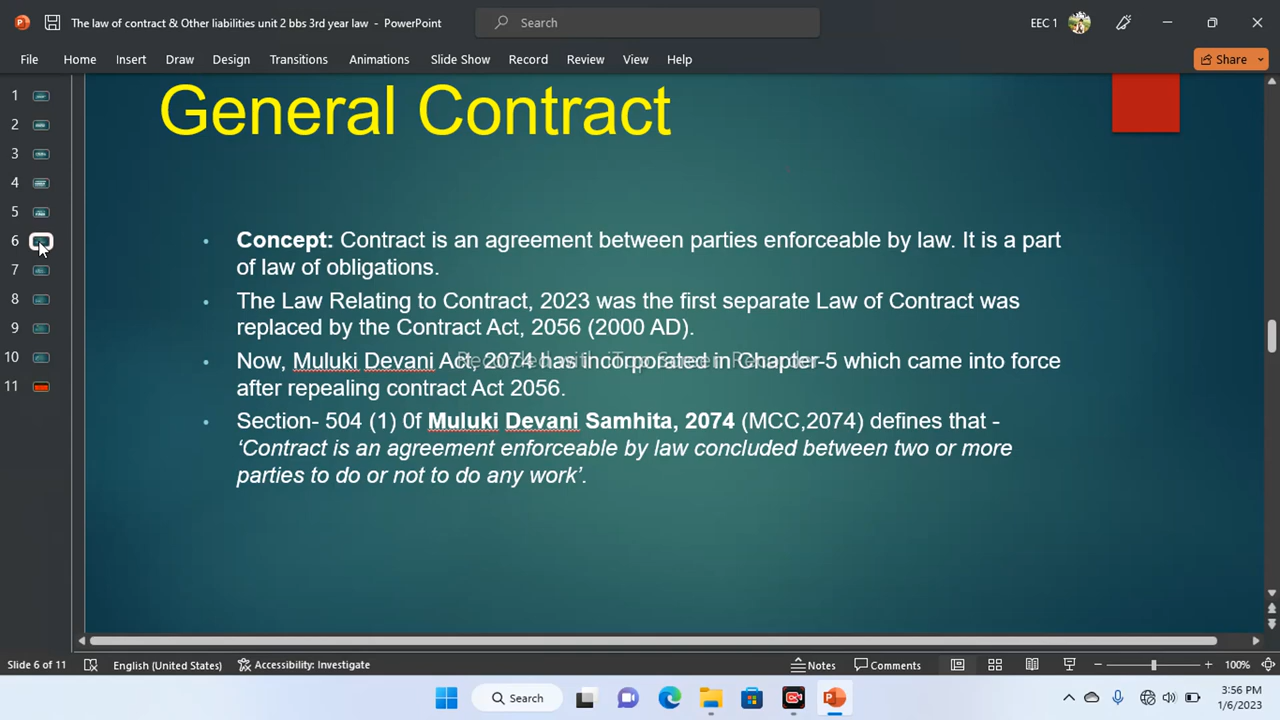 The law of contract & Other liabilities unit 2 bbs 3rd year law - PowerPoint
Search
EEC 1
File Home Insert Draw Design Slide Show Transitions Animations Slide Show Record Review View Help
Share
1
2
3
4
5
6
7
8
9
10
11
General Contract
• Concept: Contract is an agreement between parties enforceable by law. It is a part
of law of obligations.
• The Law Relating to Contract, 2023 was the first separate Law of Contract was
replaced by the Contract Act, 2056 (2000 AD).
• Now, Muluki Devani Act, 2074 has incorporated in Chapter-5 which came into force
after repealing contract Act 2056.
Recorded with iTop Screen Recorder
• Section- 504 (1) 0f Muluki Devani Samhita, 2074 (MCC,2074) defines that -
‘Contract is an agreement enforceable by law concluded between two or more
parties to do or not to do any work’.
Slide 6 of 11
English (United States)
Accessibility: Investigate
Notes
Comments
100%
Search
3:56 PM
1/6/2023